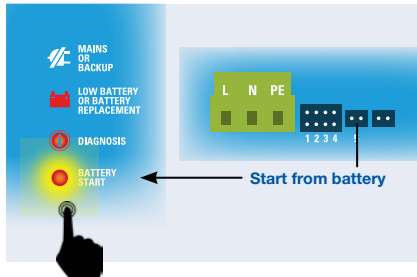 MAINS
OR
BACKUP
LOW BATTERY
OR BATTERY
REPLACEMENT
DIAGNOSIS
BATTERY
START
L N PE
1 2 3 4 5
Start from battery